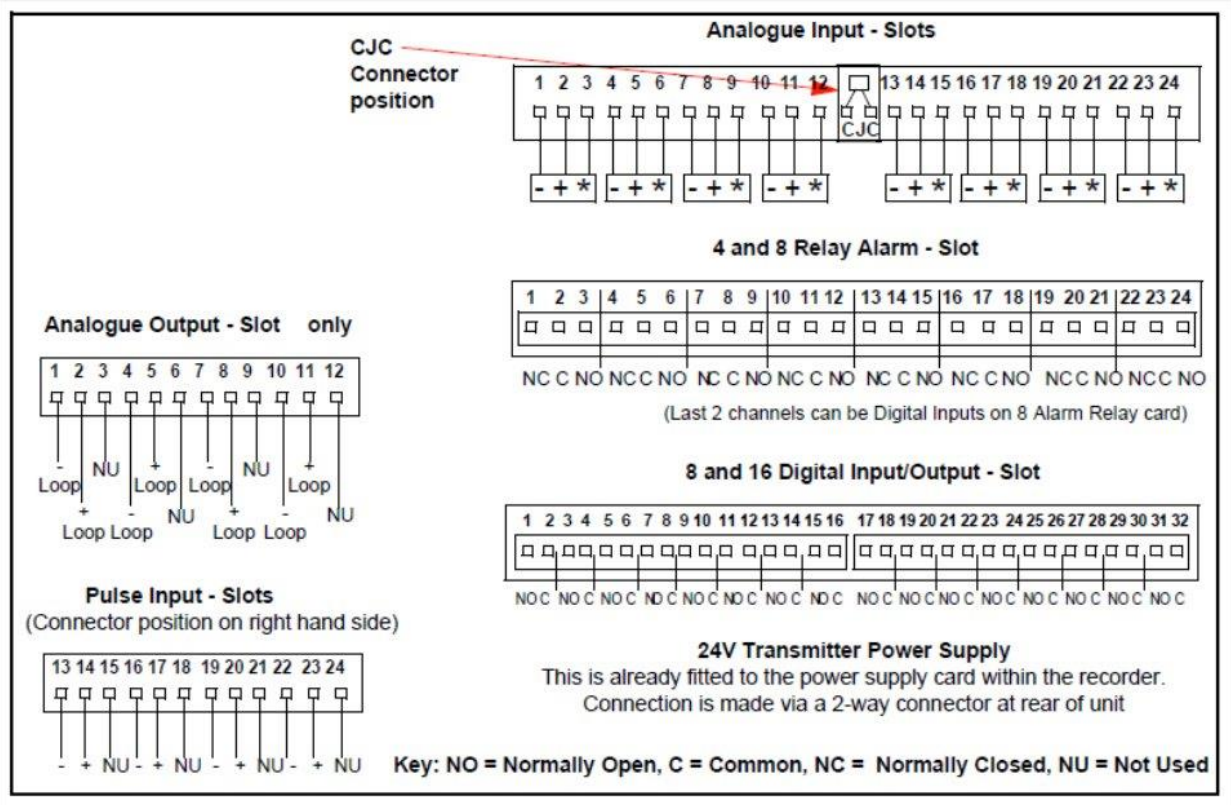 Analogue Input - Slots
CJC
Connector
position
1 2 3 4 5 6 7 8 9 10 11 12 13 14 15 16 17 18 19 20 21 22 23 24
CJC
- + * - + * - + * - + * - + * - + * - + * - + *
4 and 8 Relay Alarm - Slot
1 2 3 4 5 6 7 8 9 10 11 12 13 14 15 16 17 18 19 20 21 22 23 24
NC C NO NC C NO NC C NO NC C NO NC C NO NC C NO NC C NO NC C NO
(Last 2 channels can be Digital Inputs on 8 Alarm Relay card)
Analogue Output - Slot only
1 2 3 4 5 6 7 8 9 10 11 12
- NU + - NU +
Loop Loop Loop Loop
+ - NU + - NU
Loop Loop Loop Loop
8 and 16 Digital Input/Output - Slot
1 2 3 4 5 6 7 8 9 10 11 12 13 14 15 16 17 18 19 20 21 22 23 24 25 26 27 28 29 30 31 32
NO C NO C NO C NO C NO C NO C NO C NO C NO C NO C NO C NO C NO C NO C NO C NO C
Pulse Input - Slots
(Connector position on right hand side)
13 14 15 16 17 18 19 20 21 22 23 24
- + NU - + NU - + NU - + NU
24V Transmitter Power Supply
This is already fitted to the power supply card within the recorder.
Connection is made via a 2-way connector at rear of unit
Key: NO = Normally Open, C = Common, NC = Normally Closed, NU = Not Used